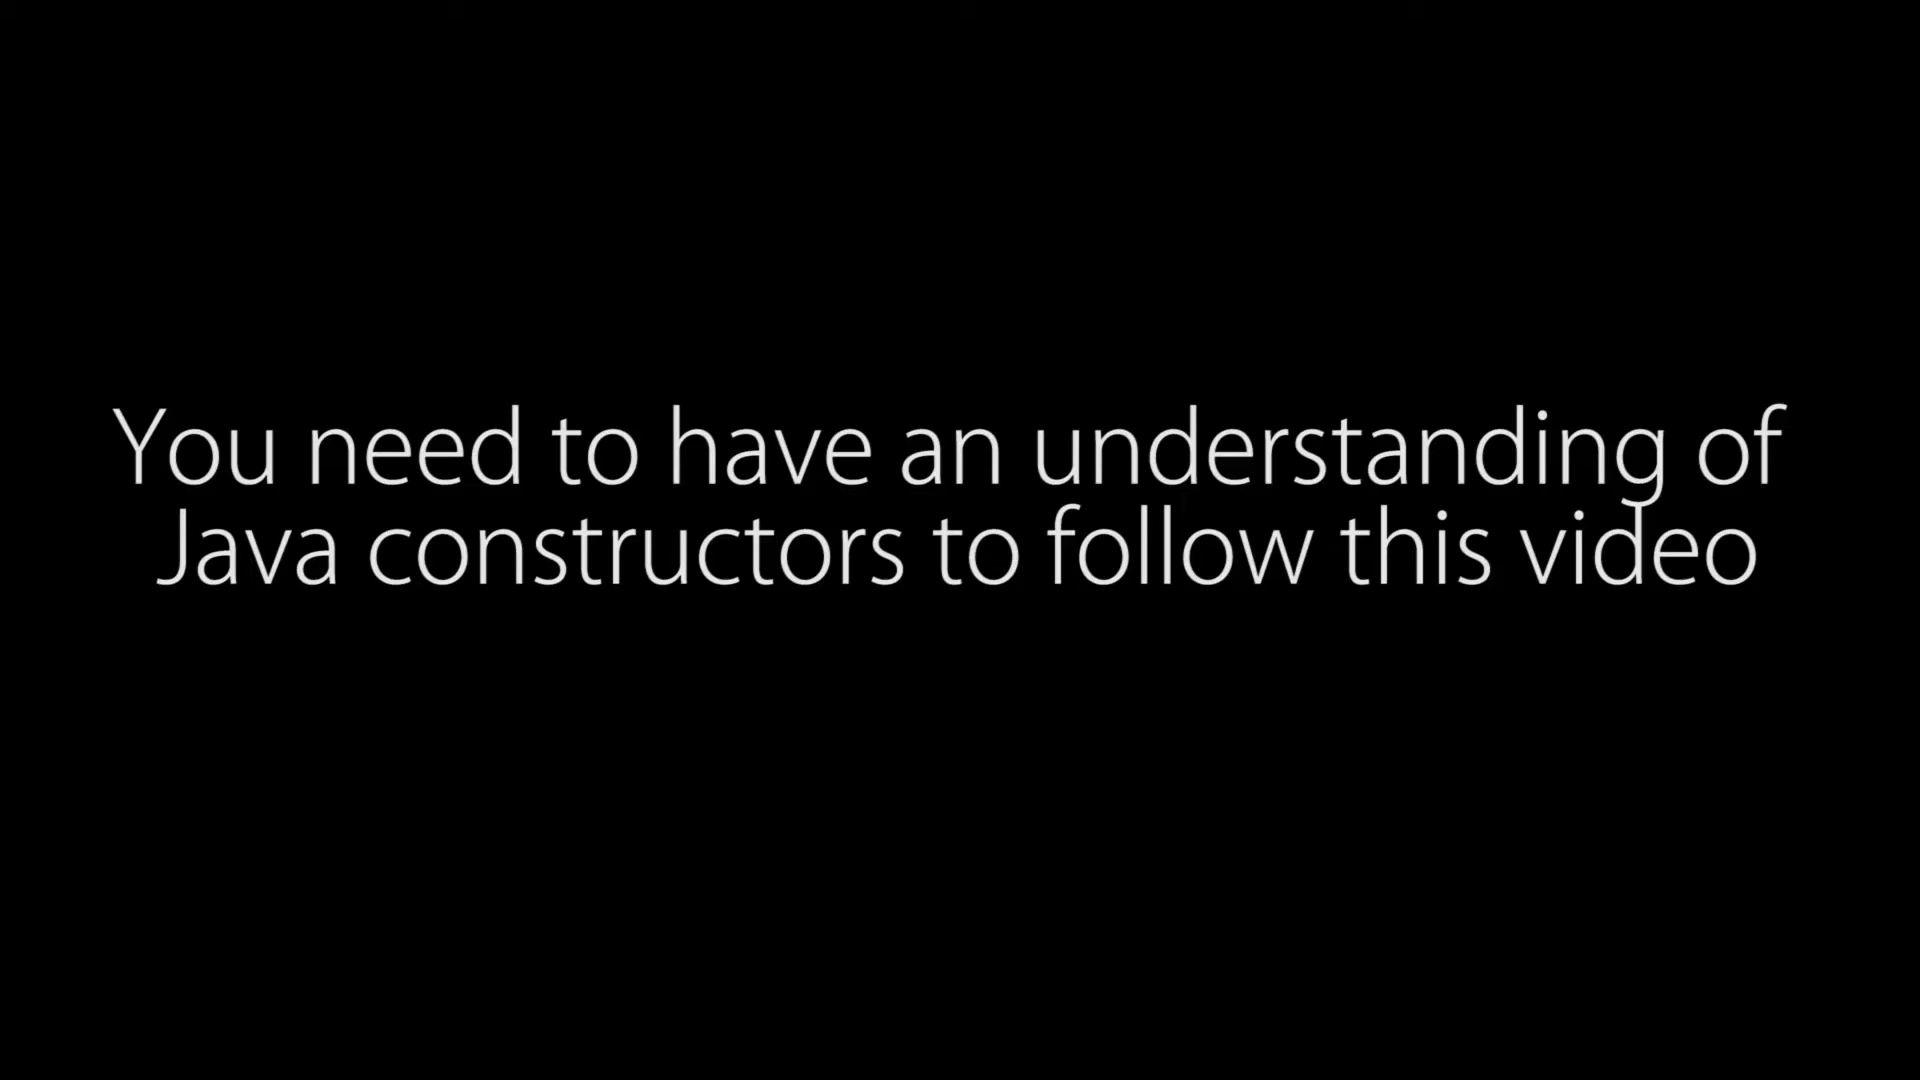 You need to have an understanding of
Java constructors to follow this video